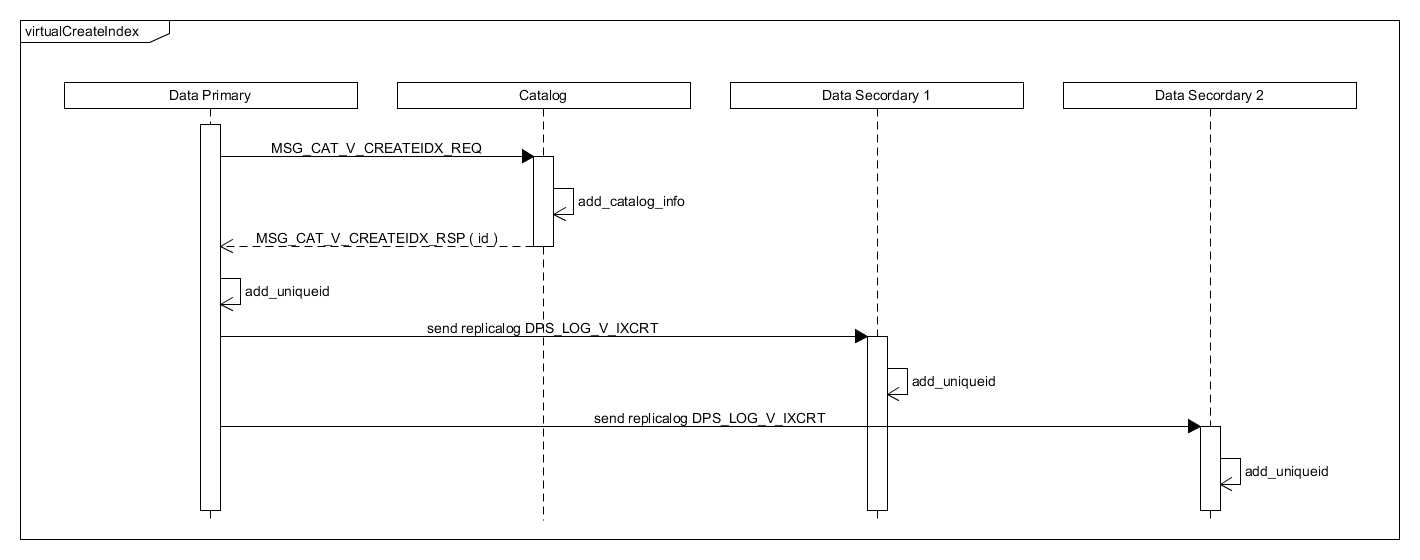 virtualCreateIndex
Data Primary
Catalog
Data Secordary 1
Data Secordary 2
MSG_CAT_V_CREATEIDX_REQ
add_catalog_info
MSG_CAT_V_CREATEIDX_RSP ( id )
add_uniqueid
send replicalog DPS_LOG_V_IXCRT
add_uniqueid
send replicalog DPS_LOG_V_IXCRT
add_uniqueid